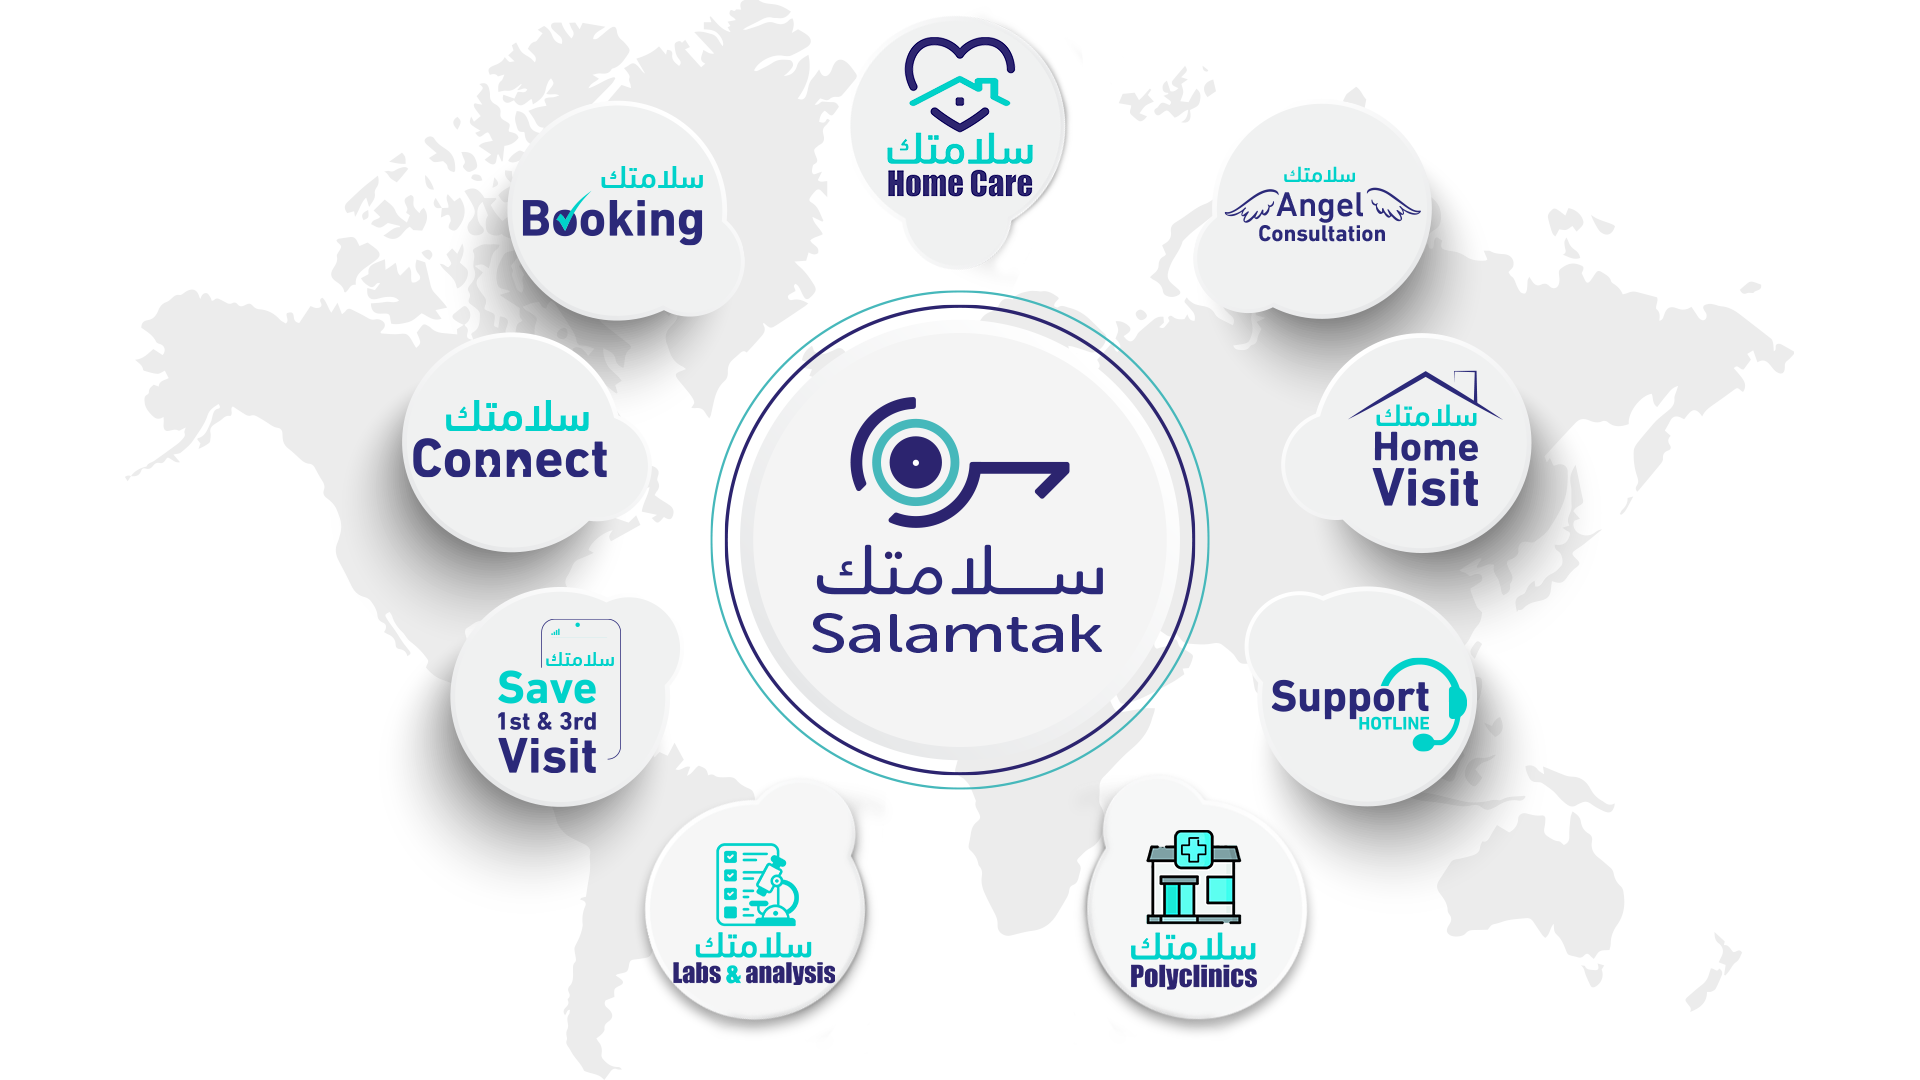 سلامتك
Home Care
سلامتك
Booking
سلامتك
Angel
Consultation
سلامتك
Connect
سلامتك
Home
Visit
سلامتك
Salamtak
سلامتك
Save
1st & 3rd
Visit
Support
HOTLINE
سلامتك
Labs & analysis
سلامتك
Polyclinics